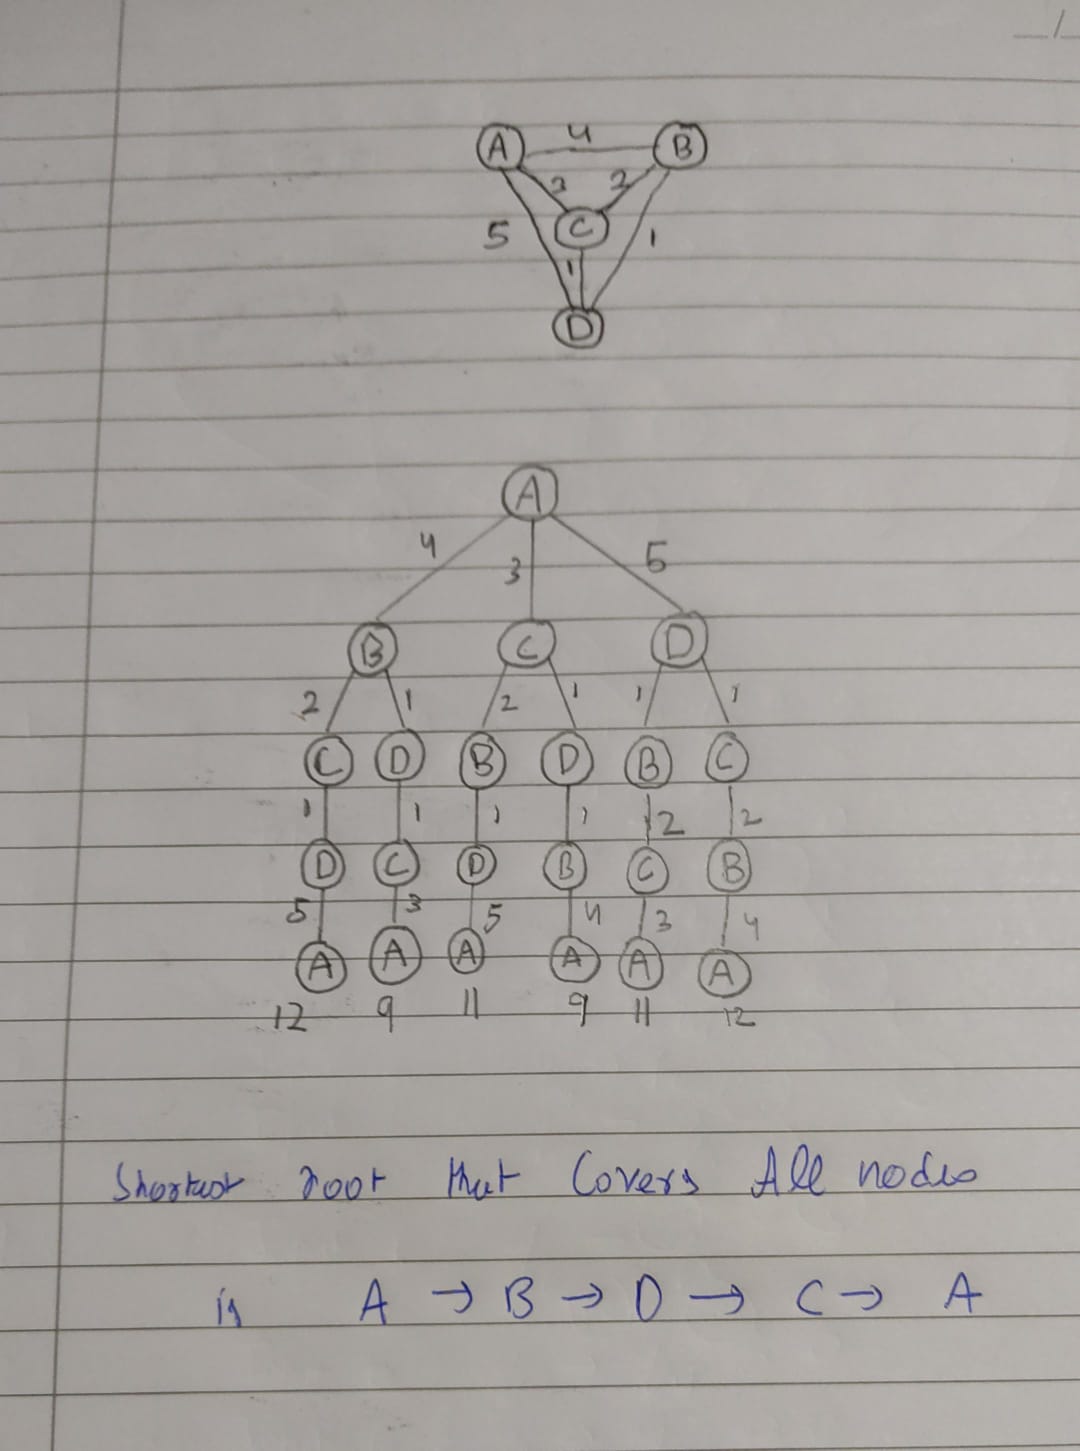 A 4 B
3 2
5 C 1
1
D
A
4 3 5
B C D
2 1 2 1 1 1
C D B D B C
1 1 1 1 2 2
D C D B C B
5 3 5 4 3 4
A A A A A A
12 9 11 9 11 12
Shortest root that Covers All nodes
is A → B → D → C → A